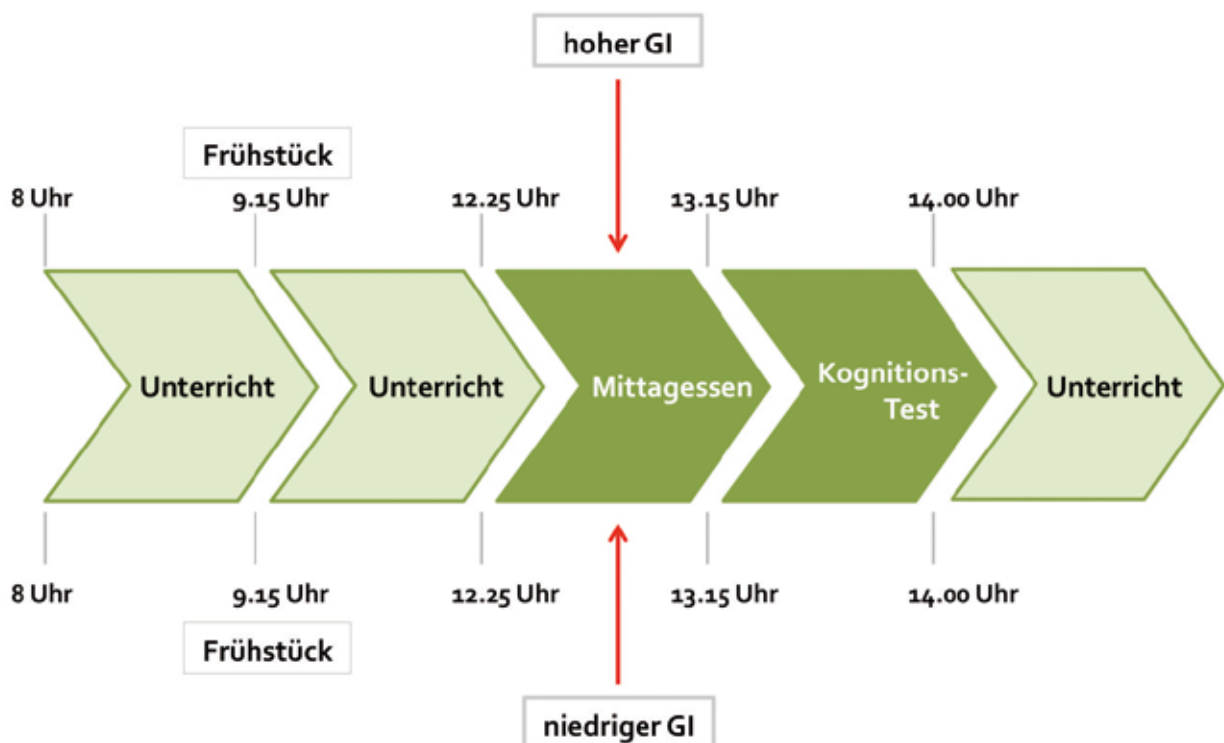 hoher GI
Frühstück
8 Uhr 9.15 Uhr 12.25 Uhr 13.15 Uhr 14.00 Uhr
Unterricht Unterricht Mittagessen Kognitions-
Test Unterricht
8 Uhr 9.15 Uhr 12.25 Uhr 13.15 Uhr 14.00 Uhr
Frühstück
niedriger GI